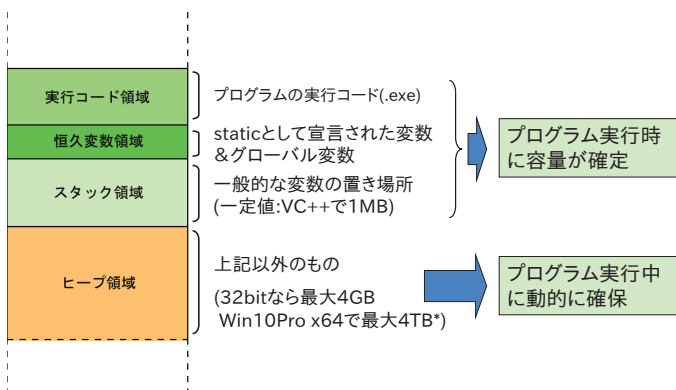 実行コード領域
プログラムの実行コード(.exe)
恒久変数領域
staticとして宣言された変数
&グローバル変数
プログラム実行時
に容量が確定
スタック領域
一般的な変数の置き場所
(一定値:VC++で1MB)
ヒープ領域
上記以外のもの
(32bitなら最大4GB
Win10Pro x64で最大4TB*)
プログラム実行中
に動的に確保